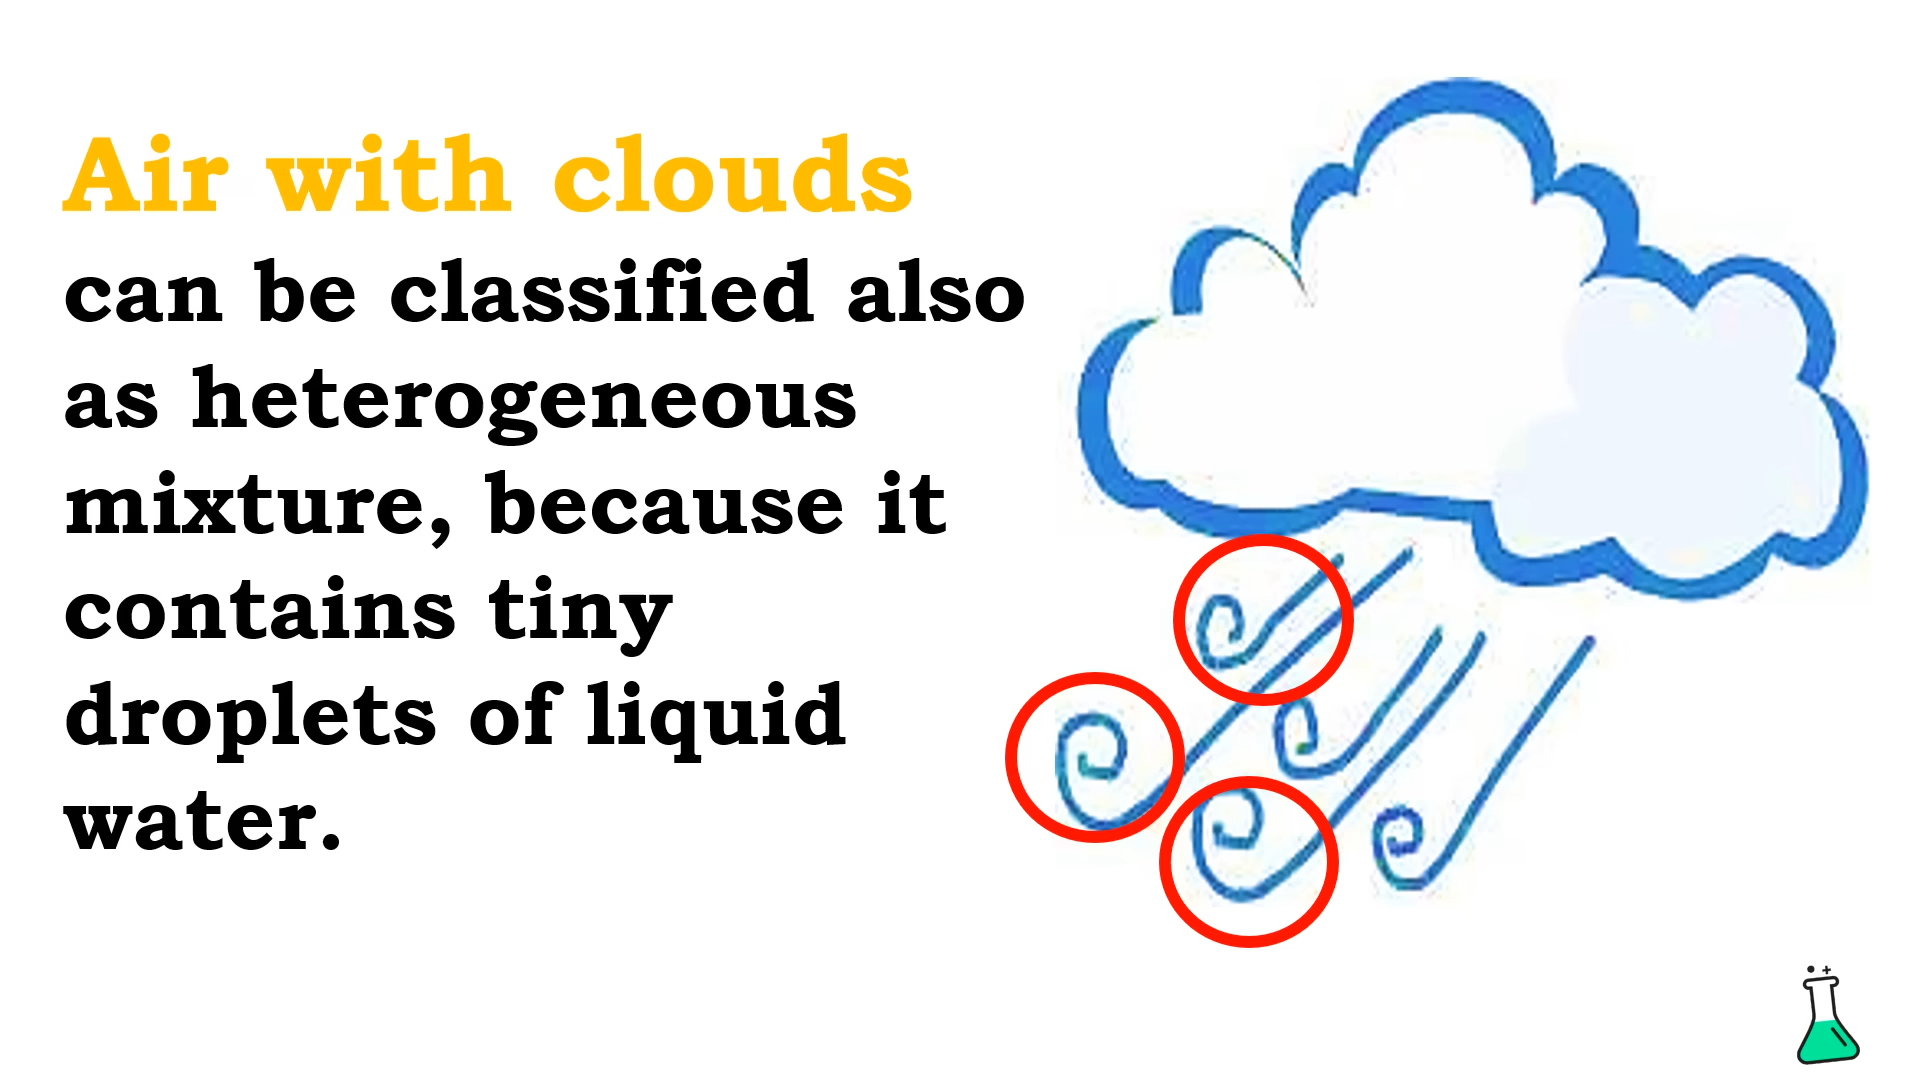 Air with clouds
can be classified also
as heterogeneous
mixture, because it
contains tiny
droplets of liquid
water.